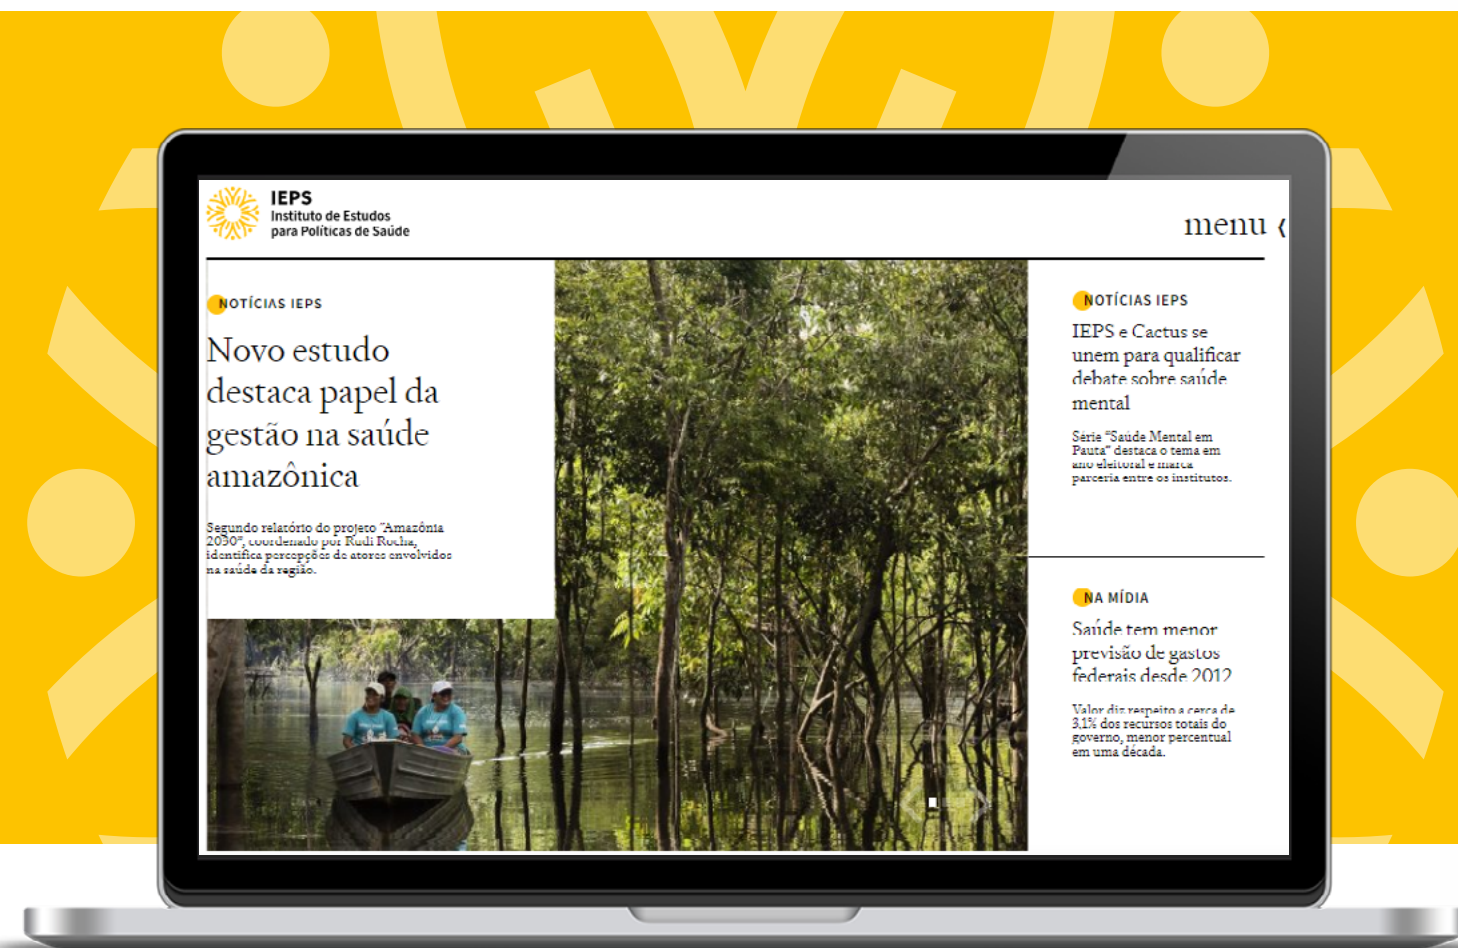 IEPS
Instituto de Estudos
para Políticas de Saúde
menu
NOTÍCIAS IEPS
Novo estudo
destaca papel da
gestão na saúde
amazônica
Segundo relatório do projeto "Amazônia
2030", coordenado por Rudi Rocha,
identifica percepções de atores envolvidos
na saúde da região.
NOTÍCIAS IEPS
IEPS e Cactus se
unem para qualificar
debate sobre saúde
mental
Série "Saúde Mental em
Pauta" destaca o tema em
ano eleitoral e marca
parceria entre os institutos.
NA MÍDIA
Saúde tem menor
previsão de gastos
federais desde 2012
Valor diz respeito a cerca de
3,1% dos recursos totais do
governo, menor percentual
em uma década.